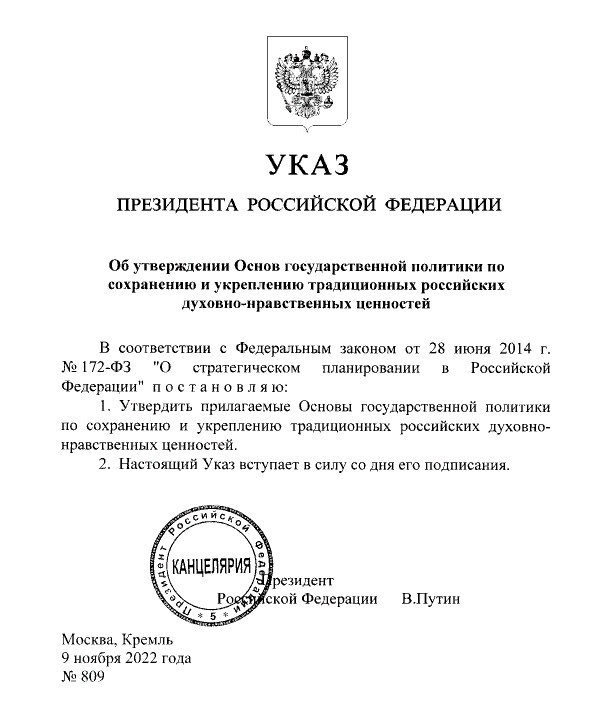 УКАЗ
ПРЕЗИДЕНТА РОССИЙСКОЙ ФЕДЕРАЦИИ
Об утверждении Основ государственной политики по
сохранению и укреплению традиционных российских
духовно-нравственных ценностей
В соответствии с Федеральным законом от 28 июня 2014 г.
№ 172-ФЗ "О стратегическом планировании в Российской
Федерации" п о с т а н о в л я ю:
1. Утвердить прилагаемые Основы государственной политики
по сохранению и укреплению традиционных российских духовно-
нравственных ценностей.
2. Настоящий Указ вступает в силу со дня его подписания.
Президент Российской Федерации
КАНЦЕЛЯРИЯ
* 5 *
Президент
Российской Федерации В.Путин
Москва, Кремль
9 ноября 2022 года
№ 809